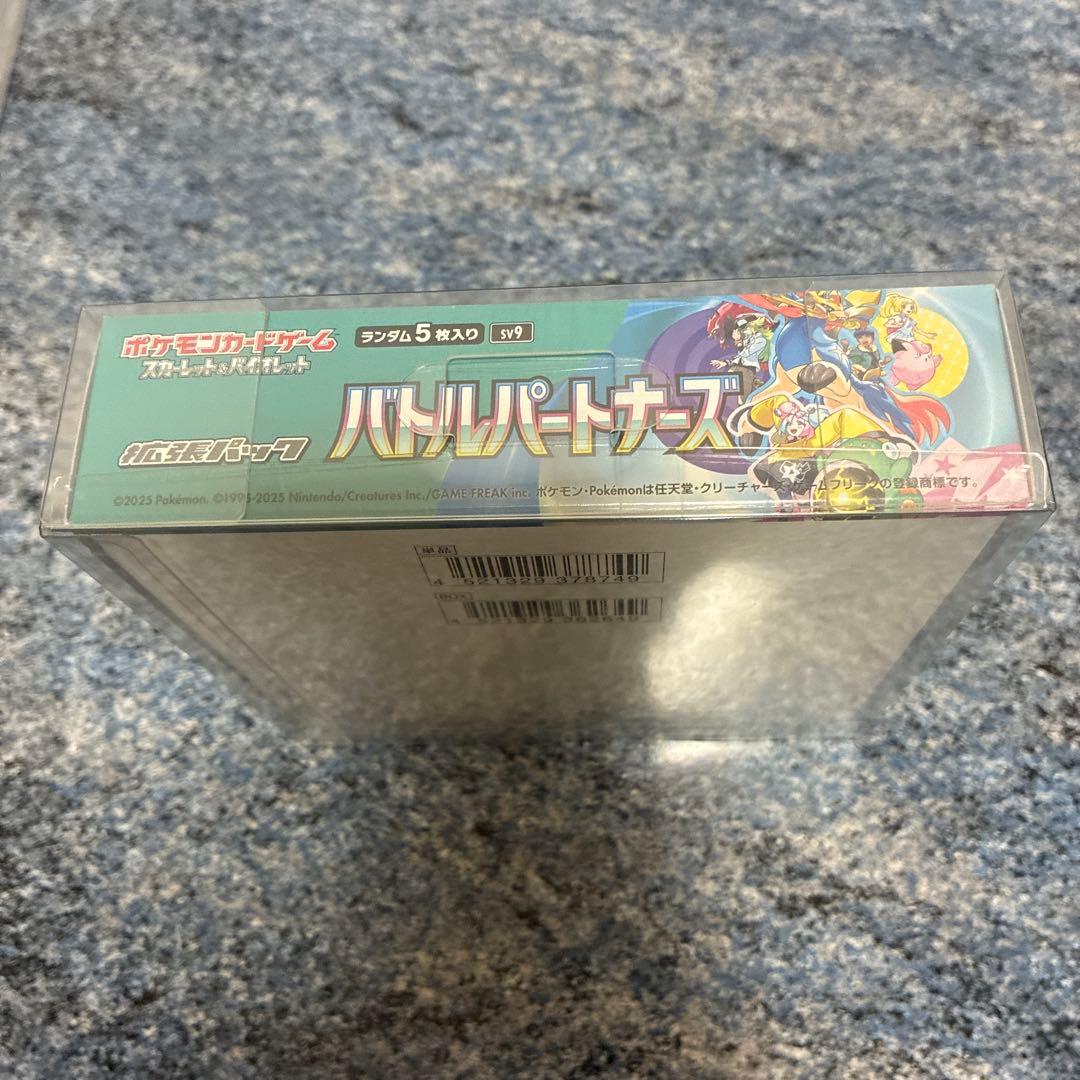 ポケモンカードゲーム
スカーレット&バイオレット
ランダム5枚入り
SV9
拡張パック
バトルパートナーズ
©2025 Pokémon. ©1995-2025 Nintendo/Creatures Inc./GAME FREAK inc. ポケモン・Pokémonは任天堂・クリーチャーズ・ゲームフリークの登録商標です。
単品
4 521329 378749
BOX